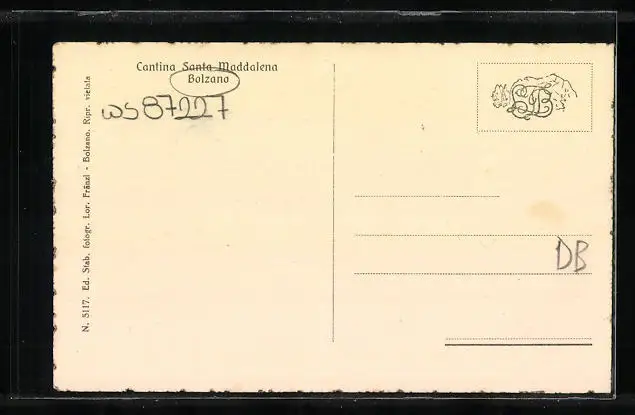 Cantina Santa Maddalena
Bolzano
ws87227
N. 5117. Ed. Stab. fotogr. Lor. Fränzl - Bolzano. Ripr. vietata
DB